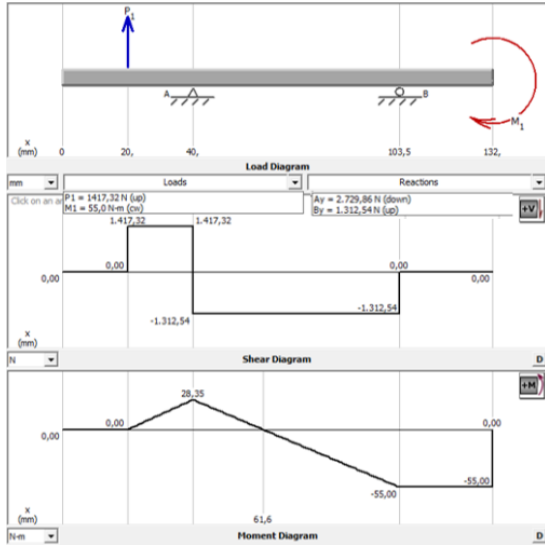 P1
A
B
M1
x
(mm) 0 20, 40, 103,5 132,
Load Diagram
mm Loads Reactions
Click on an ar
P1 = 1417,32 N (up)
M1 = 55,0 N-m (cw)
Ay = 2.729,86 N (down)
By = 1.312,54 N (up)
+V
1.417,32 1.417,32
0,00 0,00
0,00 0,00
-1.312,54 -1.312,54
x
(mm)
N Shear Diagram D
+M
28,35
0,00 0,00
0,00
-55,00 -55,00
x
(mm) 61,6
N-m Moment Diagram D